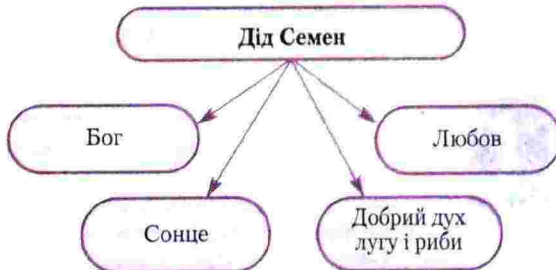 Дід Семен
Бог
Любов
Сонце
Добрий дух
лугу і риби